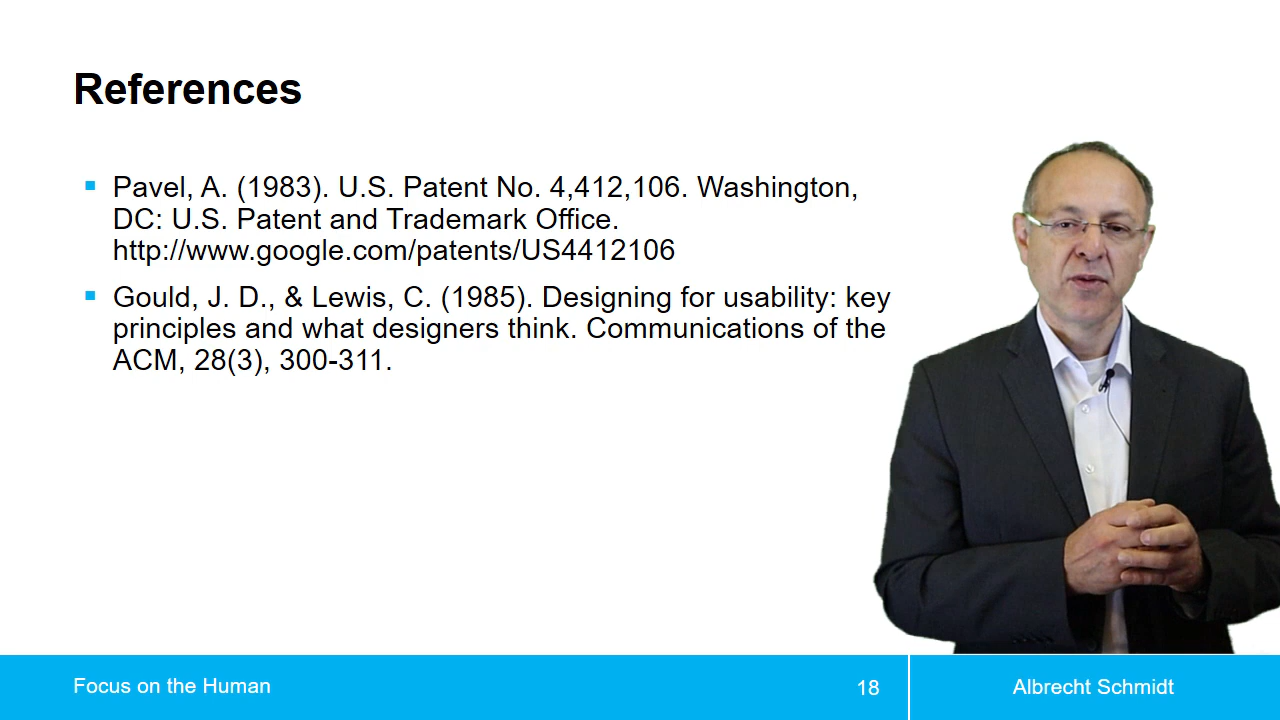 References
Pavel, A. (1983). U.S. Patent No. 4,412,106. Washington,
DC: U.S. Patent and Trademark Office.
http://www.google.com/patents/US4412106
Gould, J. D., & Lewis, C. (1985). Designing for usability: key
principles and what designers think. Communications of the
ACM, 28(3), 300-311.
Focus on the Human
18
Albrecht Schmidt